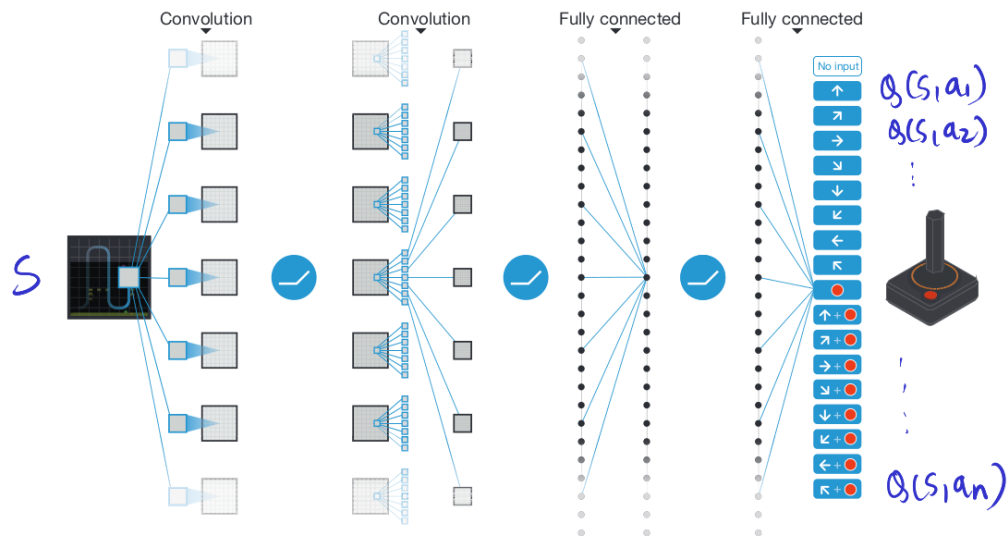 Convolution
Convolution
Fully connected
Fully connected
No input
Q(S,a1)
Q(S,a2)
S
Q(S,an)